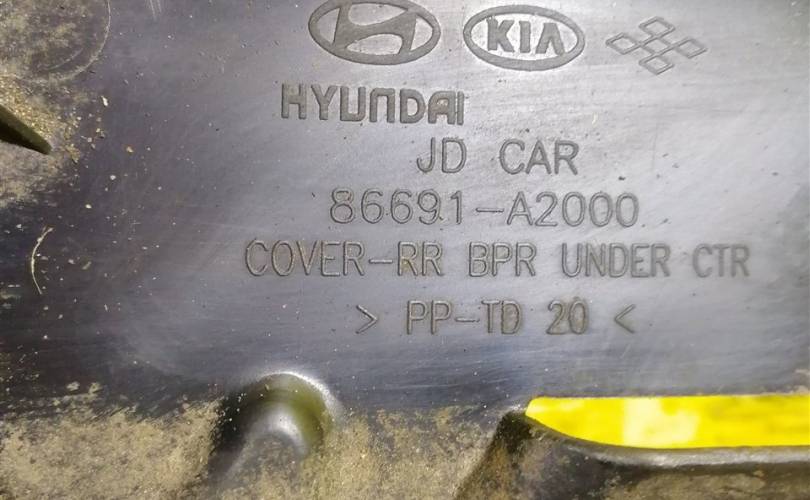 KIA
HYUNDAI
JD CAR
86691-A2000
COVER-RR BPR UNDER CTR
> PP-TD 20 <